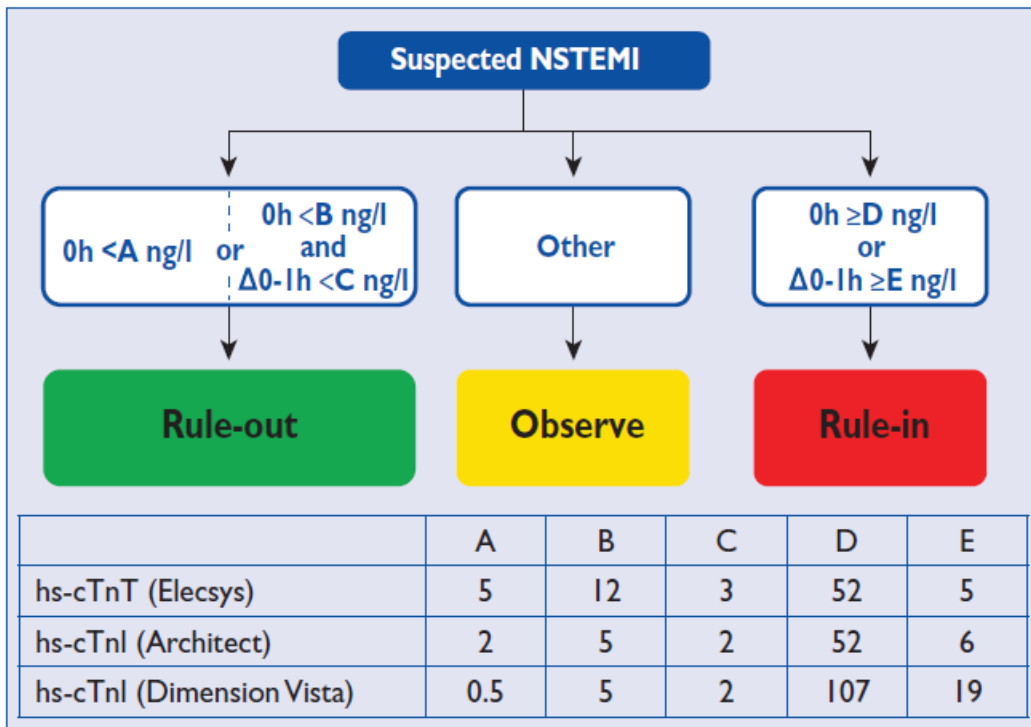 Suspected NSTEMI
0h <A ng/l or 0h <B ng/l
and
Δ0-1h <C ng/l
Other
0h ≥D ng/l
or
Δ0-1h ≥E ng/l
Rule-out
Observe
Rule-in
A B C D E
hs-cTnT (Elecsys) 5 12 3 52 5
hs-cTnI (Architect) 2 5 2 52 6
hs-cTnI (Dimension Vista) 0.5 5 2 107 19